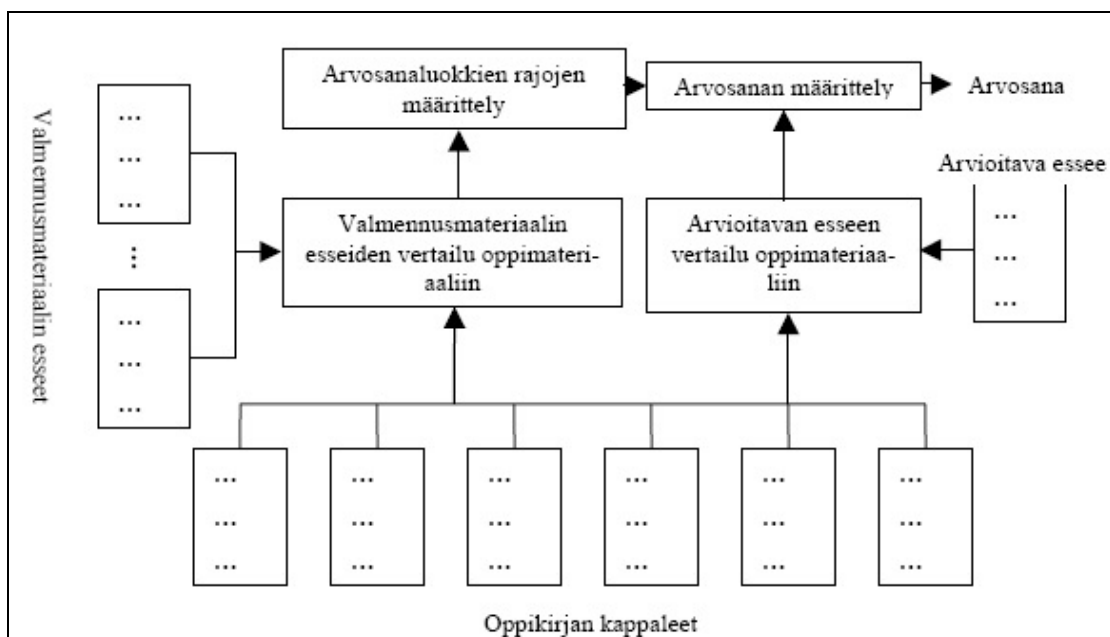 Arvosanaluokkien rajojen
määrittely
Arvosanan määrittely
Arvosana
Valmennusmateriaalin esseet
...
...
...
...
...
...
...
Valmennusmateriaalin
esseiden vertailu oppimateri-
aaliin
Arvioitavan esseen
vertailu oppimateriaa-
liin
Arvioitava essee
...
...
...
... ... ... ... ... ...
... ... ... ... ... ...
... ... ... ... ... ...
Oppikirjan kappaleet